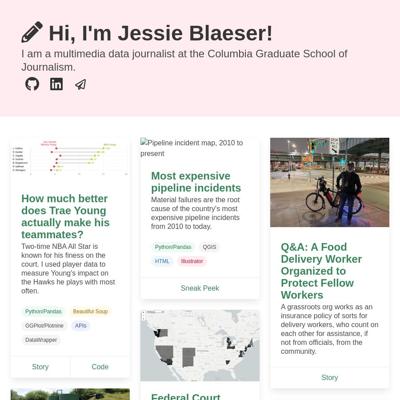 Hi, I'm Jessie Blaeser!
I am a multimedia data journalist at the Columbia Graduate School of
Journalism.
How much better
does Trae Young
actually make his
teammates?
Two-time NBA All Star is
known for his finess on the
court. I used player data to
measure Young's impact on
the Hawks he plays with most
often.
Python/Pandas
Beautiful Soup
GGPlot/Plotnine
APIs
DataWrapper
Story
Code
Pipeline incident map, 2010 to
present
Most expensive
pipeline incidents
Material failures are the root
cause of the country's most
expensive pipeline incidents
from 2010 to today.
Python/Pandas
QGIS
HTML
Illustrator
Sneak Peek
Federal Court
Q&A: A Food
Delivery Worker
Organized to
Protect Fellow
Workers
A grassroots org works as an
insurance policy of sorts for
delivery workers, who count on
each other for assistance, if
not from officials, from the
community.
Story